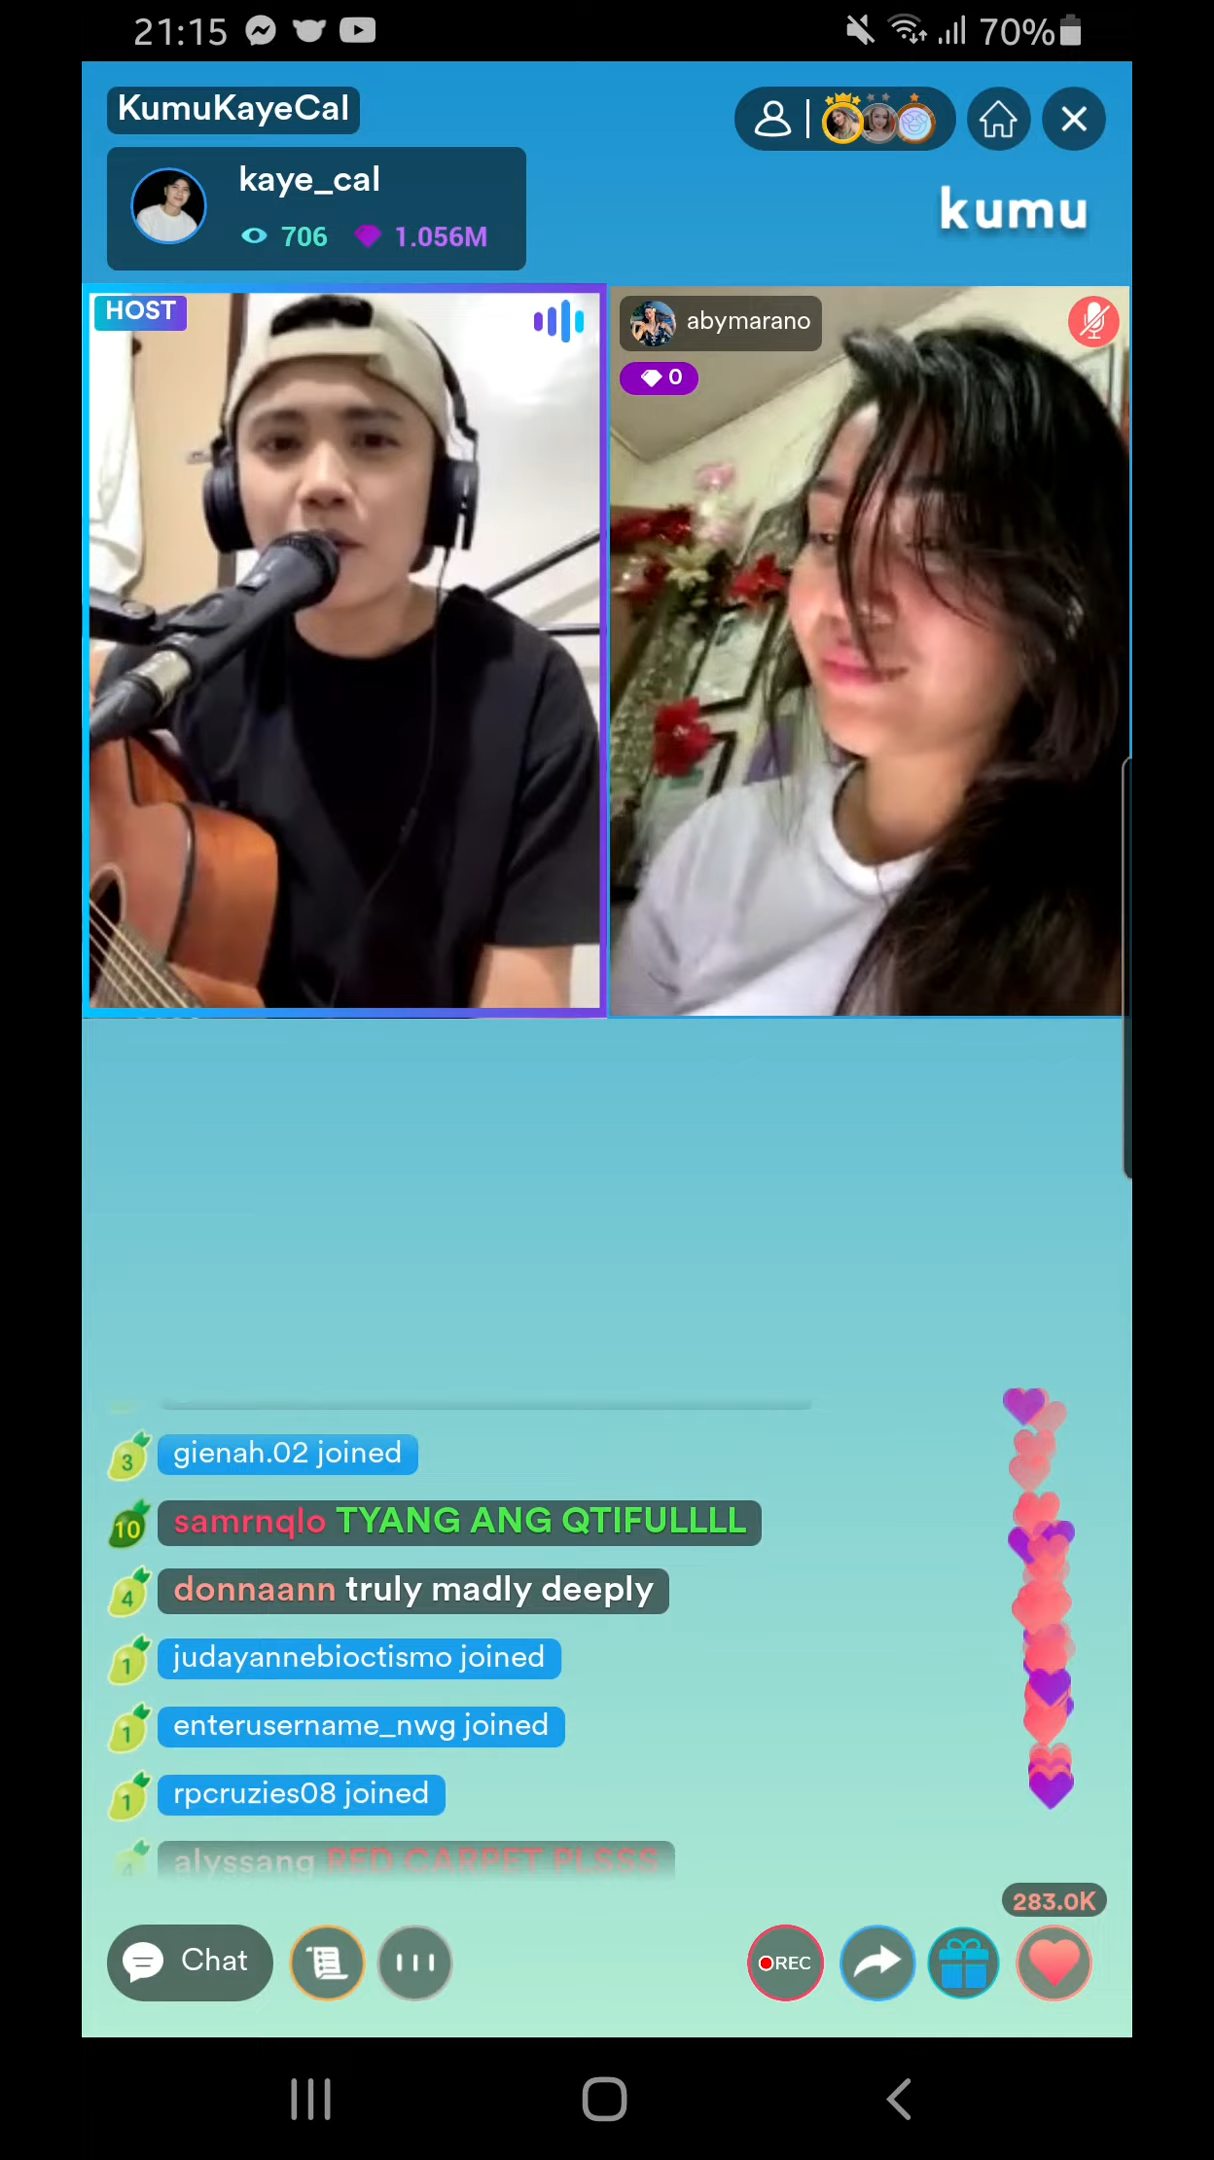 21:15
70%
KumuKayeCal
kaye_cal
706 1.056M
kumu
HOST
abymarano
0
3 gienah.02 joined
10 samrnqlo TYANG ANG QTIFULLLL
4 donnaann truly madly deeply
1 judayannebioctismo joined
1 enterusername_nwg joined
1 rpcruzies08 joined
4 alyssang RED CARPET PLSSS
283.0K
Chat
REC